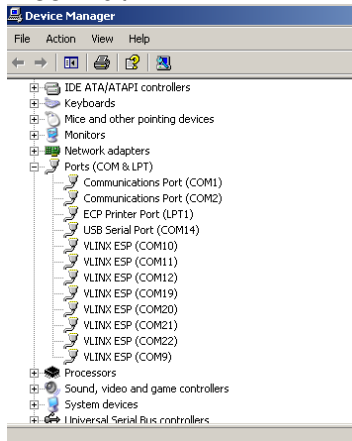 Device Manager
File Action View Help
IDE ATA/ATAPI controllers
Keyboards
Mice and other pointing devices
Monitors
Network adapters
Ports (COM & LPT)
Communications Port (COM1)
Communications Port (COM2)
ECP Printer Port (LPT1)
USB Serial Port (COM14)
VLINX ESP (COM10)
VLINX ESP (COM11)
VLINX ESP (COM12)
VLINX ESP (COM19)
VLINX ESP (COM20)
VLINX ESP (COM21)
VLINX ESP (COM22)
VLINX ESP (COM9)
Processors
Sound, video and game controllers
System devices
Universal Serial Bus controllers